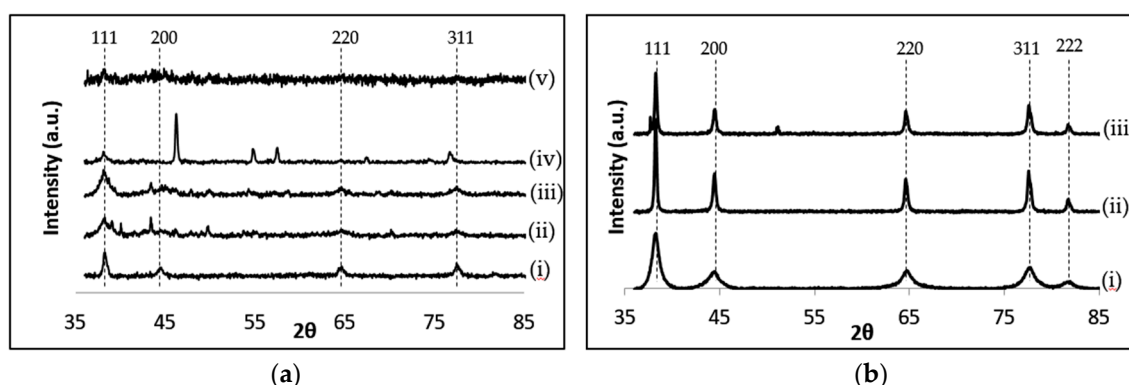 111 200 220 311
(v)
(iv)
(iii)
(ii)
(i)
Intensity (a.u.)
35 45 55 65 75 85
2θ
(a)
111 200 220 311 222
(iii
(ii)
(i)
Intensity (a.u.)
35 45 55 65 75 85
2θ
(b)